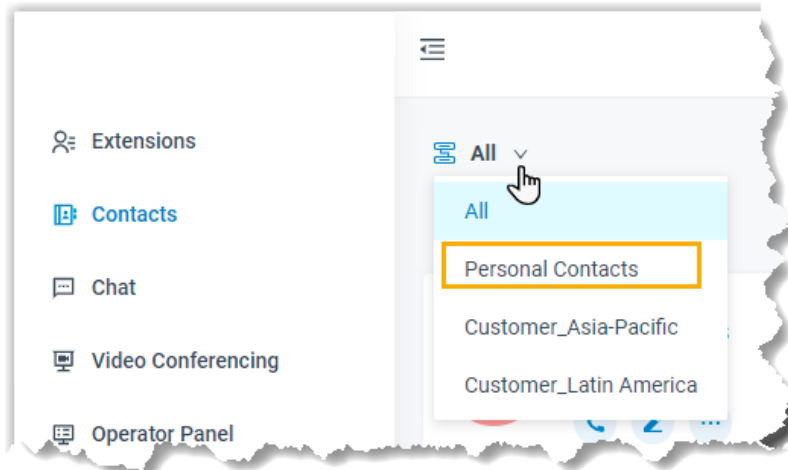 Extensions
Contacts
Chat
Video Conferencing
Operator Panel
All
All
Personal Contacts
Customer_Asia-Pacific
Customer_Latin America